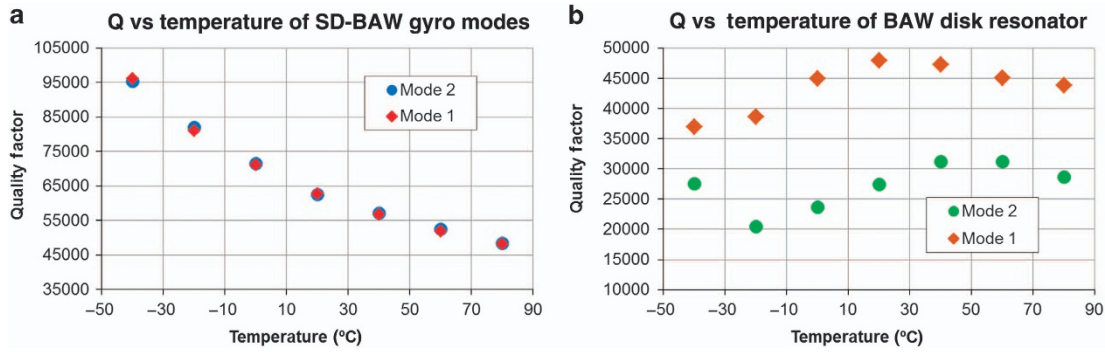 a
Q vs temperature of SD-BAW gyro modes
105000
95000
85000
75000
65000
55000
45000
35000
Quality factor
Mode 2
Mode 1
–50 –30 –10 10 30 50 70 90
Temperature (ºC)
b
Q vs temperature of BAW disk resonator
50000
45000
40000
35000
30000
25000
20000
15000
10000
Quality factor
Mode 2
Mode 1
–50 –30 –10 10 30 50 70 90
Temperature (ºC)